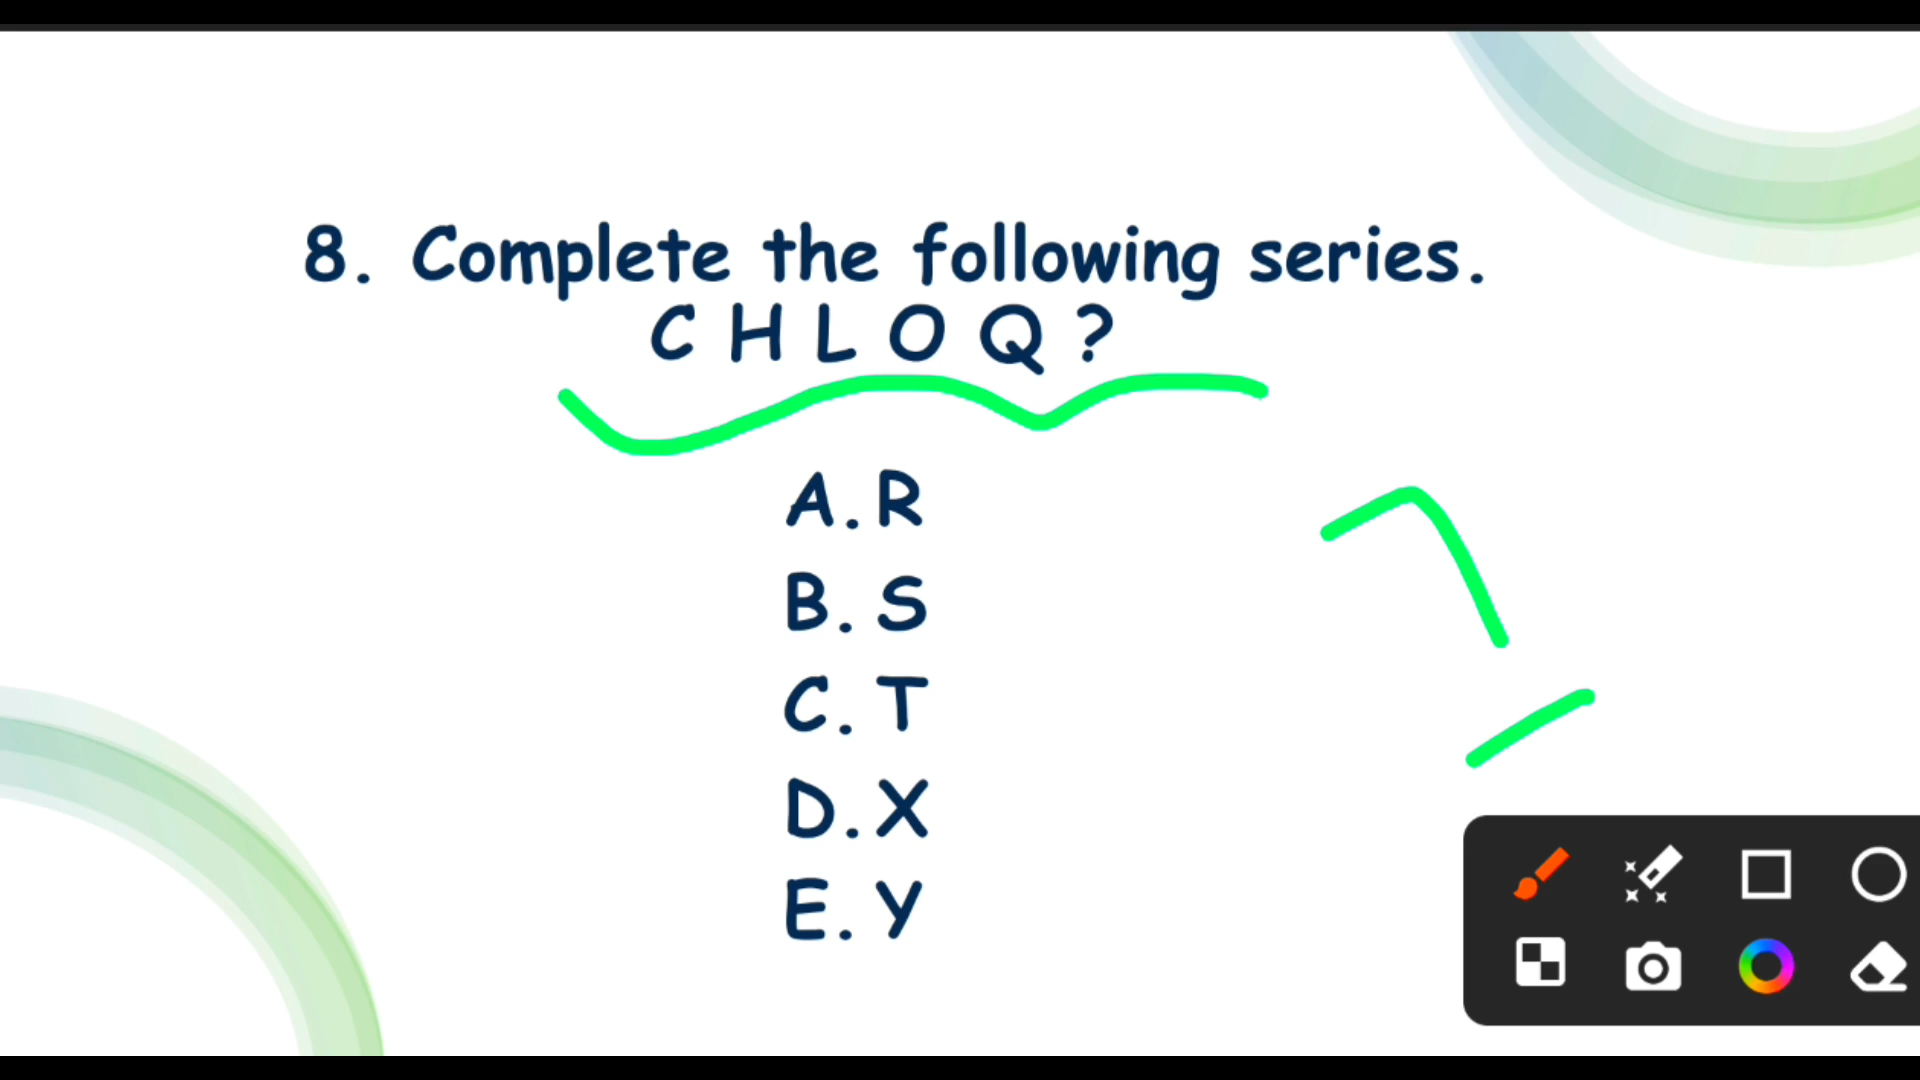 8. Complete the following series.
C H L O Q ?
A. R
B. S
C. T
D. X
E. Y